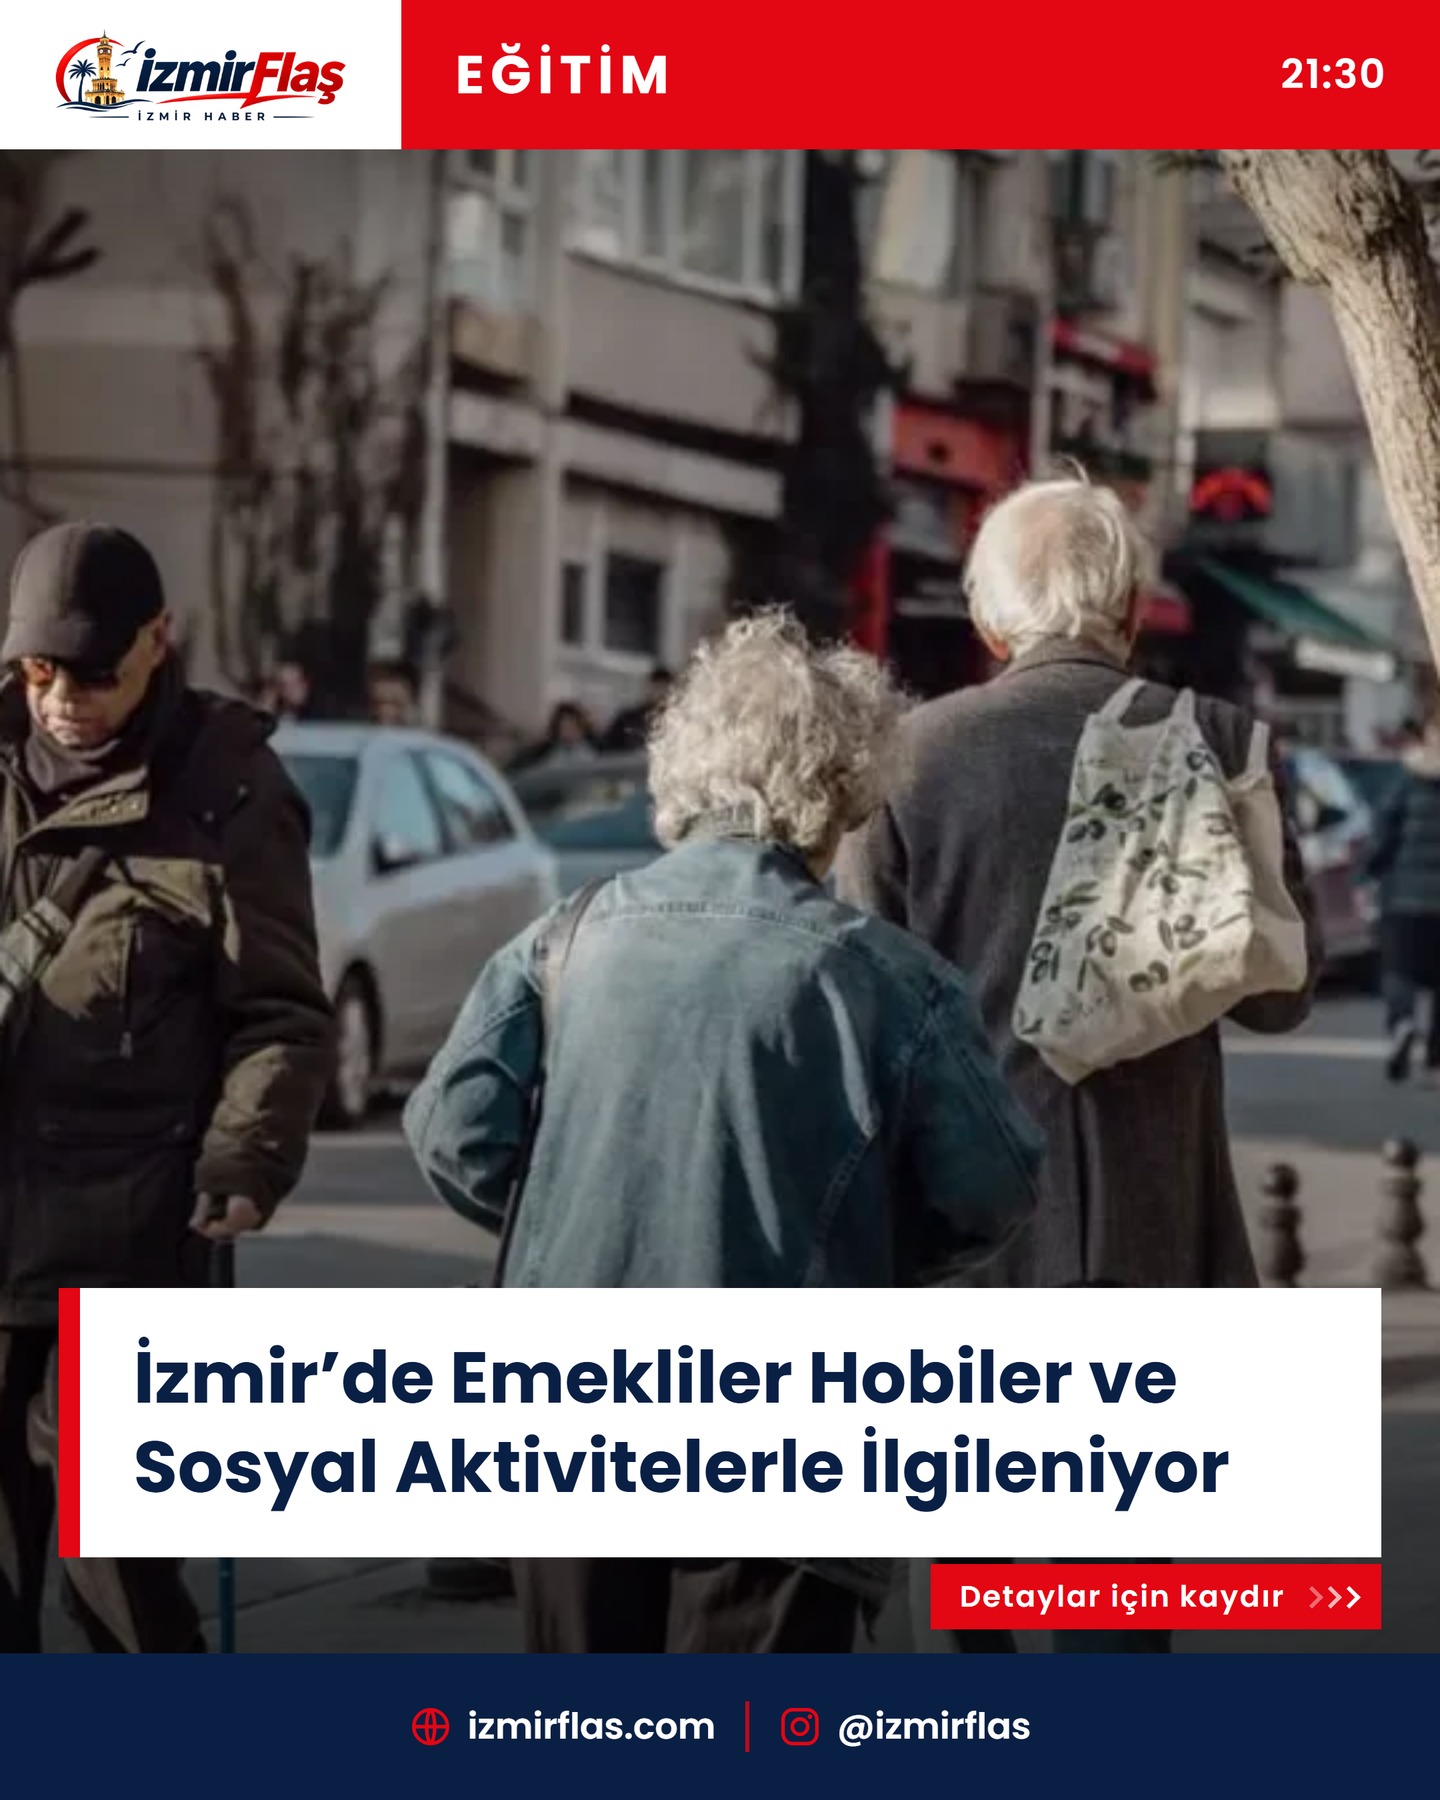 izmirFlaş
İZMİR HABER
EĞİTİM
21:30
İzmir’de Emekliler Hobiler ve
Sosyal Aktivitelerle İlgileniyor
Detaylar için kaydır
izmirflas.com
@izmirflas